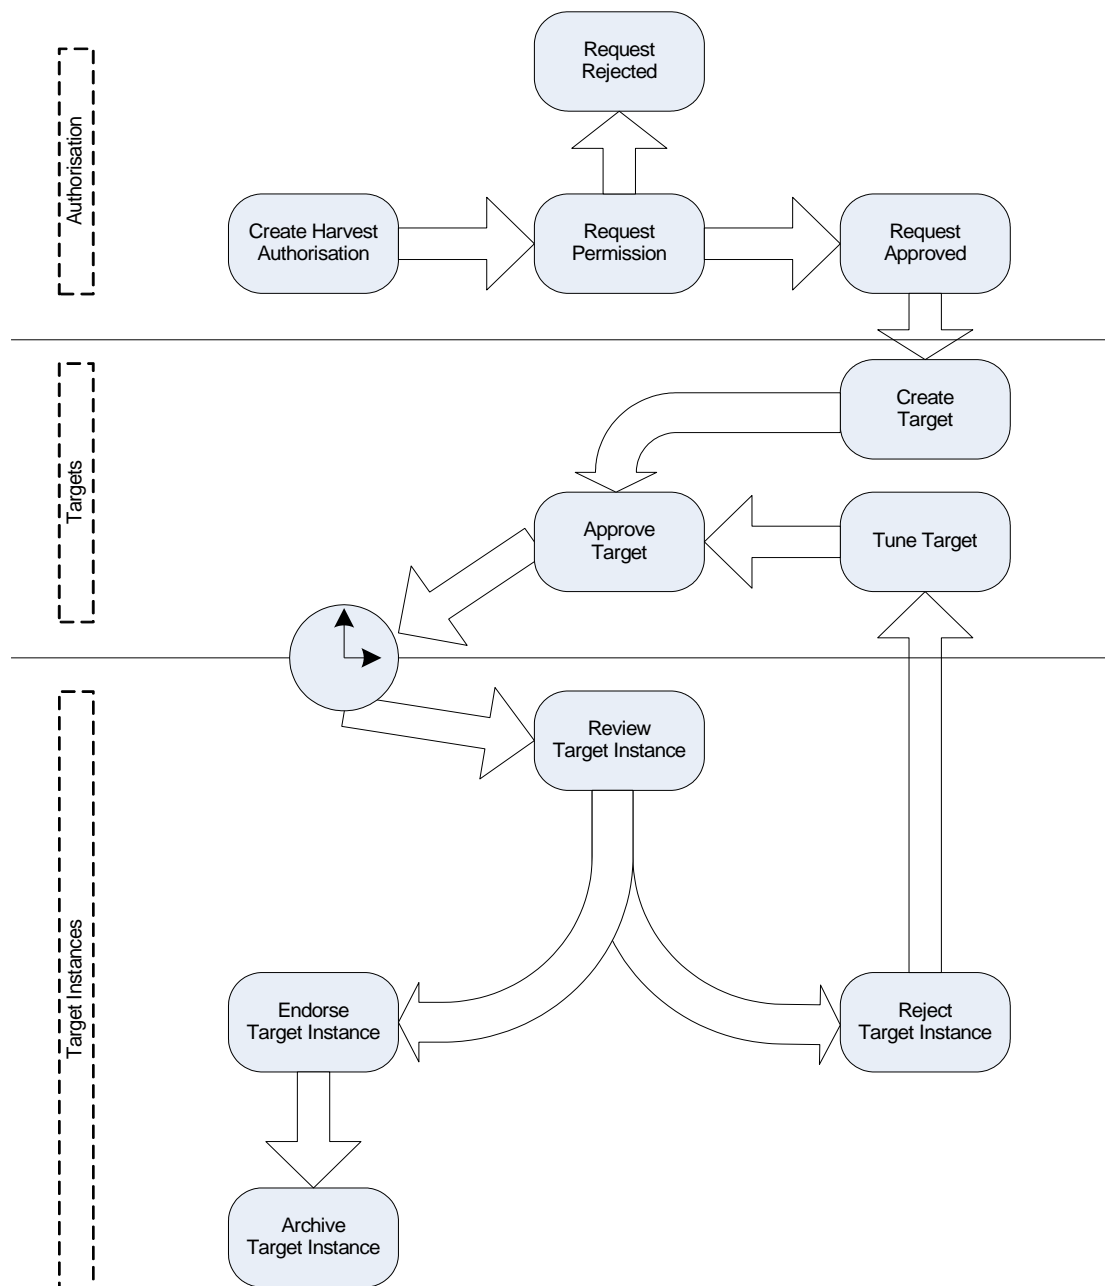 Authorisation
Request
Rejected
Create Harvest
Authorisation
Request
Permission
Request
Approved
Targets
Create
Target
Approve
Target
Tune Target
Target Instances
Review
Target Instance
Endorse
Target Instance
Reject
Target Instance
Archive
Target Instance